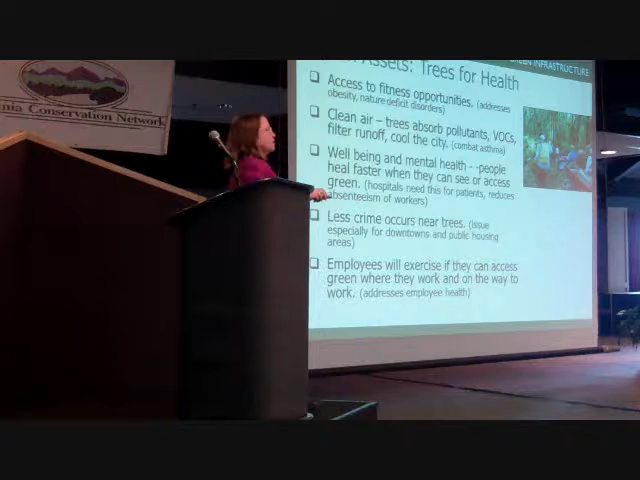 GREEN INFRASTRUCTURE
Assets: Trees for Health
Access to fitness opportunities. (addresses
obesity, nature deficit disorders)
Clean air – trees absorb pollutants, VOCs,
filter runoff, cool the city. (combat asthma)
Well being and mental health - -people
heal faster when they can see or access
green. (hospitals need this for patients, reduces
absenteeism of workers)
Less crime occurs near trees. (issue
especially for downtowns and public housing
areas)
Employees will exercise if they can access
green where they work and on the way to
work. (addresses employee health)
inia Conservation Network